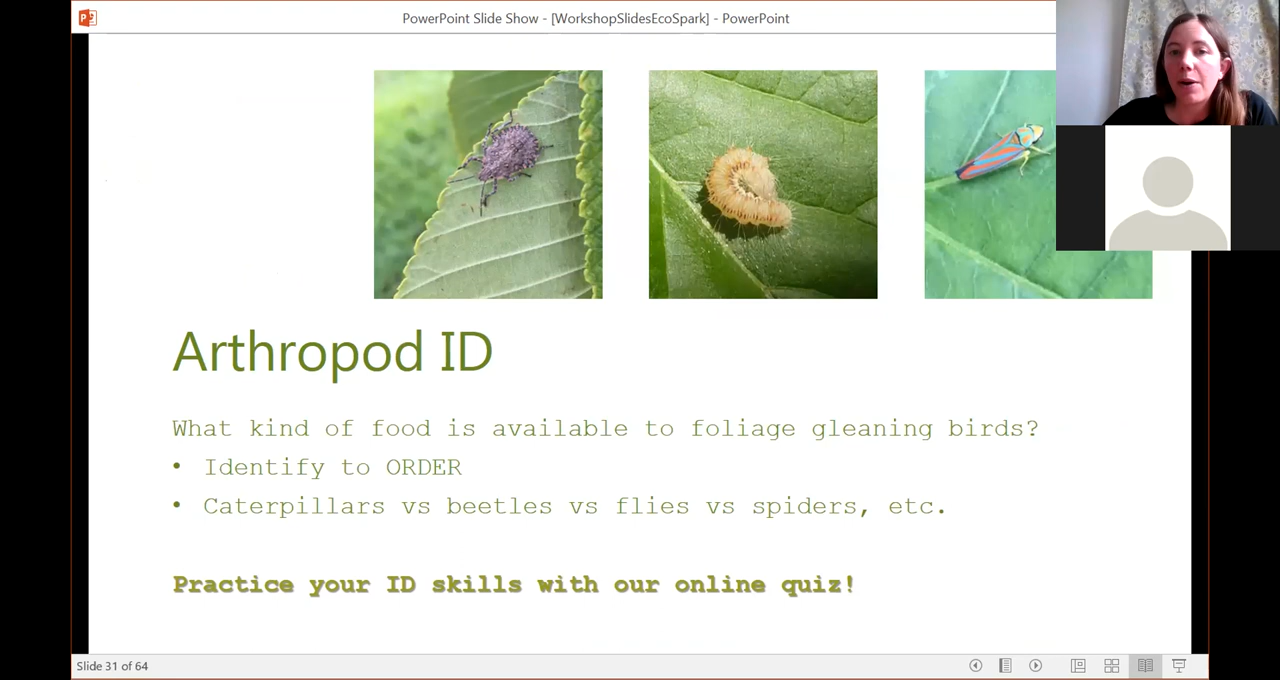 PowerPoint Slide Show - [WorkshopSlidesEcoSpark] - PowerPoint
Arthropod ID
What kind of food is available to foliage gleaning birds?
• Identify to ORDER
• Caterpillars vs beetles vs flies vs spiders, etc.
Practice your ID skills with our online quiz!
Slide 31 of 64